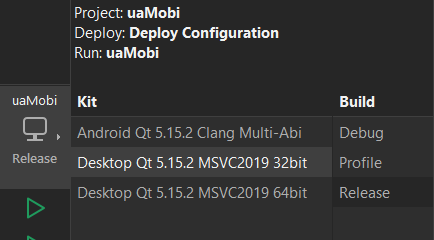 Project: uaMobi
Deploy: Deploy Configuration
Run: uaMobi
uaMobi
Release
Kit
Build
Android Qt 5.15.2 Clang Multi-Abi
Debug
Desktop Qt 5.15.2 MSVC2019 32bit
Profile
Desktop Qt 5.15.2 MSVC2019 64bit
Release